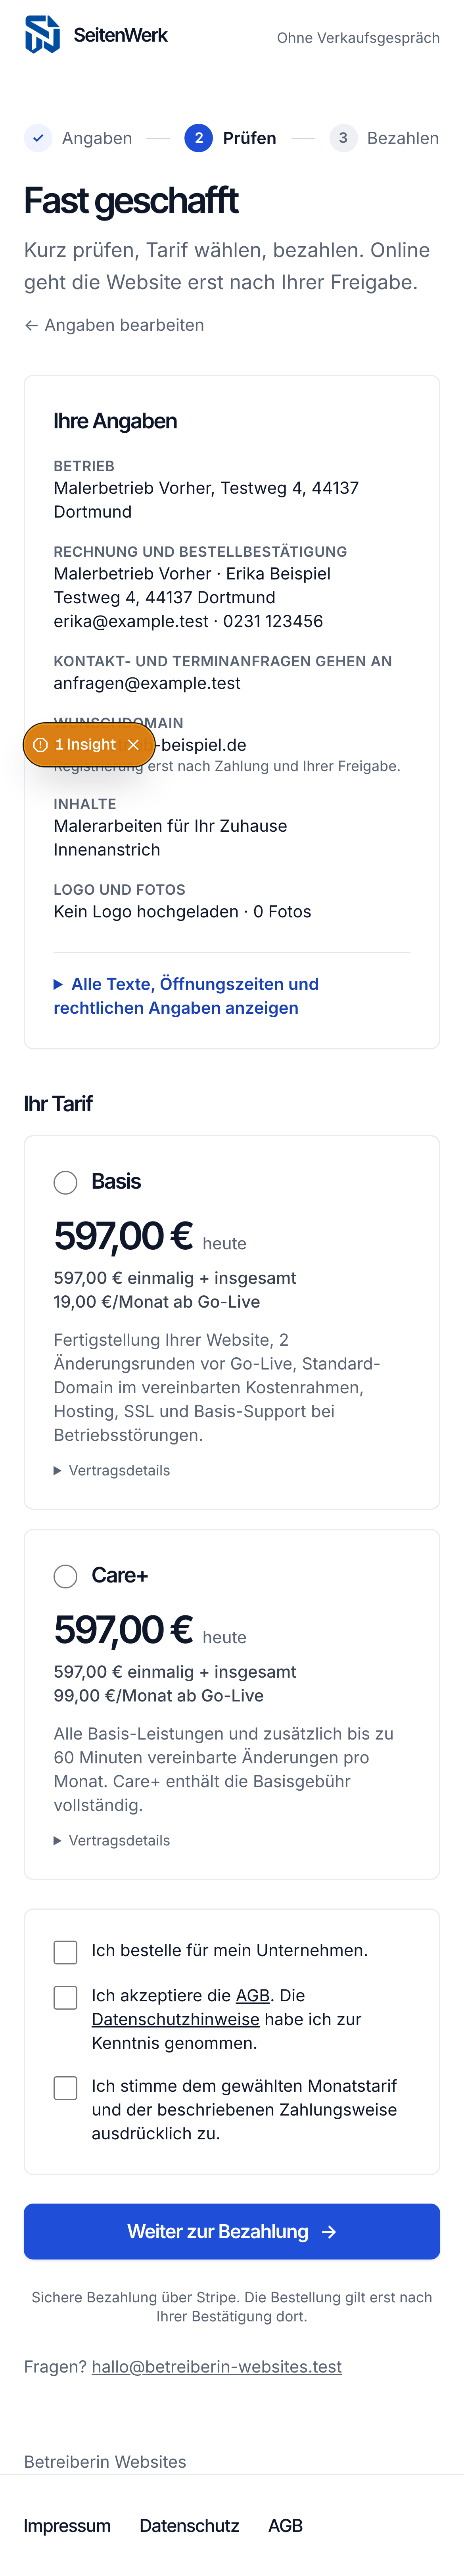 SeitenWerk
Ohne Verkaufsgespräch
Angaben
2 Prüfen
3 Bezahlen
Fast geschafft
Kurz prüfen, Tarif wählen, bezahlen. Online
geht die Website erst nach Ihrer Freigabe.
← Angaben bearbeiten
Ihre Angaben
BETRIEB
Malerbetrieb Vorher, Testweg 4, 44137
Dortmund
RECHNUNG UND BESTELLBESTÄTIGUNG
Malerbetrieb Vorher · Erika Beispiel
Testweg 4, 44137 Dortmund
erika@example.test · 0231 123456
KONTAKT- UND TERMINANFRAGEN GEHEN AN
anfragen@example.test
WUNSCHDOMAIN
1 Insight
b-beispiel.de
Registrierung erst nach Zahlung und Ihrer Freigabe.
INHALTE
Malerarbeiten für Ihr Zuhause
Innenanstrich
LOGO UND FOTOS
Kein Logo hochgeladen · 0 Fotos
Alle Texte, Öffnungszeiten und
rechtlichen Angaben anzeigen
Ihr Tarif
Basis
597,00 € heute
597,00 € einmalig + insgesamt
19,00 €/Monat ab Go-Live
Fertigstellung Ihrer Website, 2
Änderungsrunden vor Go-Live, Standard-
Domain im vereinbarten Kostenrahmen,
Hosting, SSL und Basis-Support bei
Betriebsstörungen.
Vertragsdetails
Care+
597,00 € heute
597,00 € einmalig + insgesamt
99,00 €/Monat ab Go-Live
Alle Basis-Leistungen und zusätzlich bis zu
60 Minuten vereinbarte Änderungen pro
Monat. Care+ enthält die Basisgebühr
vollständig.
Vertragsdetails
Ich bestelle für mein Unternehmen.
Ich akzeptiere die AGB. Die
Datenschutzhinweise habe ich zur
Kenntnis genommen.
Ich stimme dem gewählten Monatstarif
und der beschriebenen Zahlungsweise
ausdrücklich zu.
Weiter zur Bezahlung →
Sichere Bezahlung über Stripe. Die Bestellung gilt erst nach
Ihrer Bestätigung dort.
Fragen? hallo@betreiberin-websites.test
Betreiberin Websites
Impressum
Datenschutz
AGB